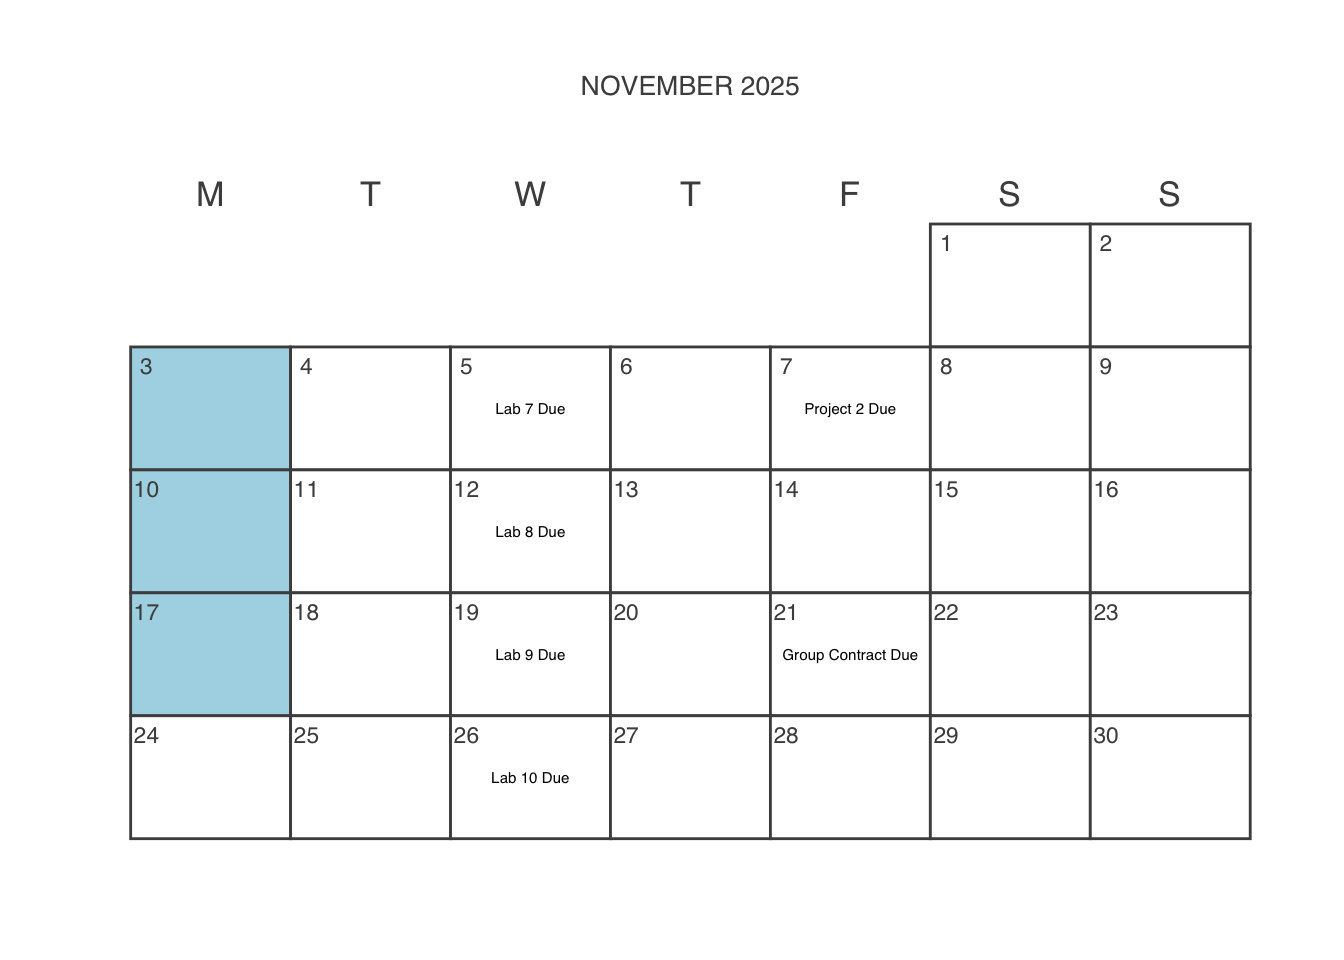 NOVEMBER 2025
M T W T F S S
1 2
3 4 5 6 7 8 9
Lab 7 Due Project 2 Due
10 11 12 13 14 15 16
Lab 8 Due
17 18 19 20 21 22 23
Lab 9 Due Group Contract Due
24 25 26 27 28 29 30
Lab 10 Due